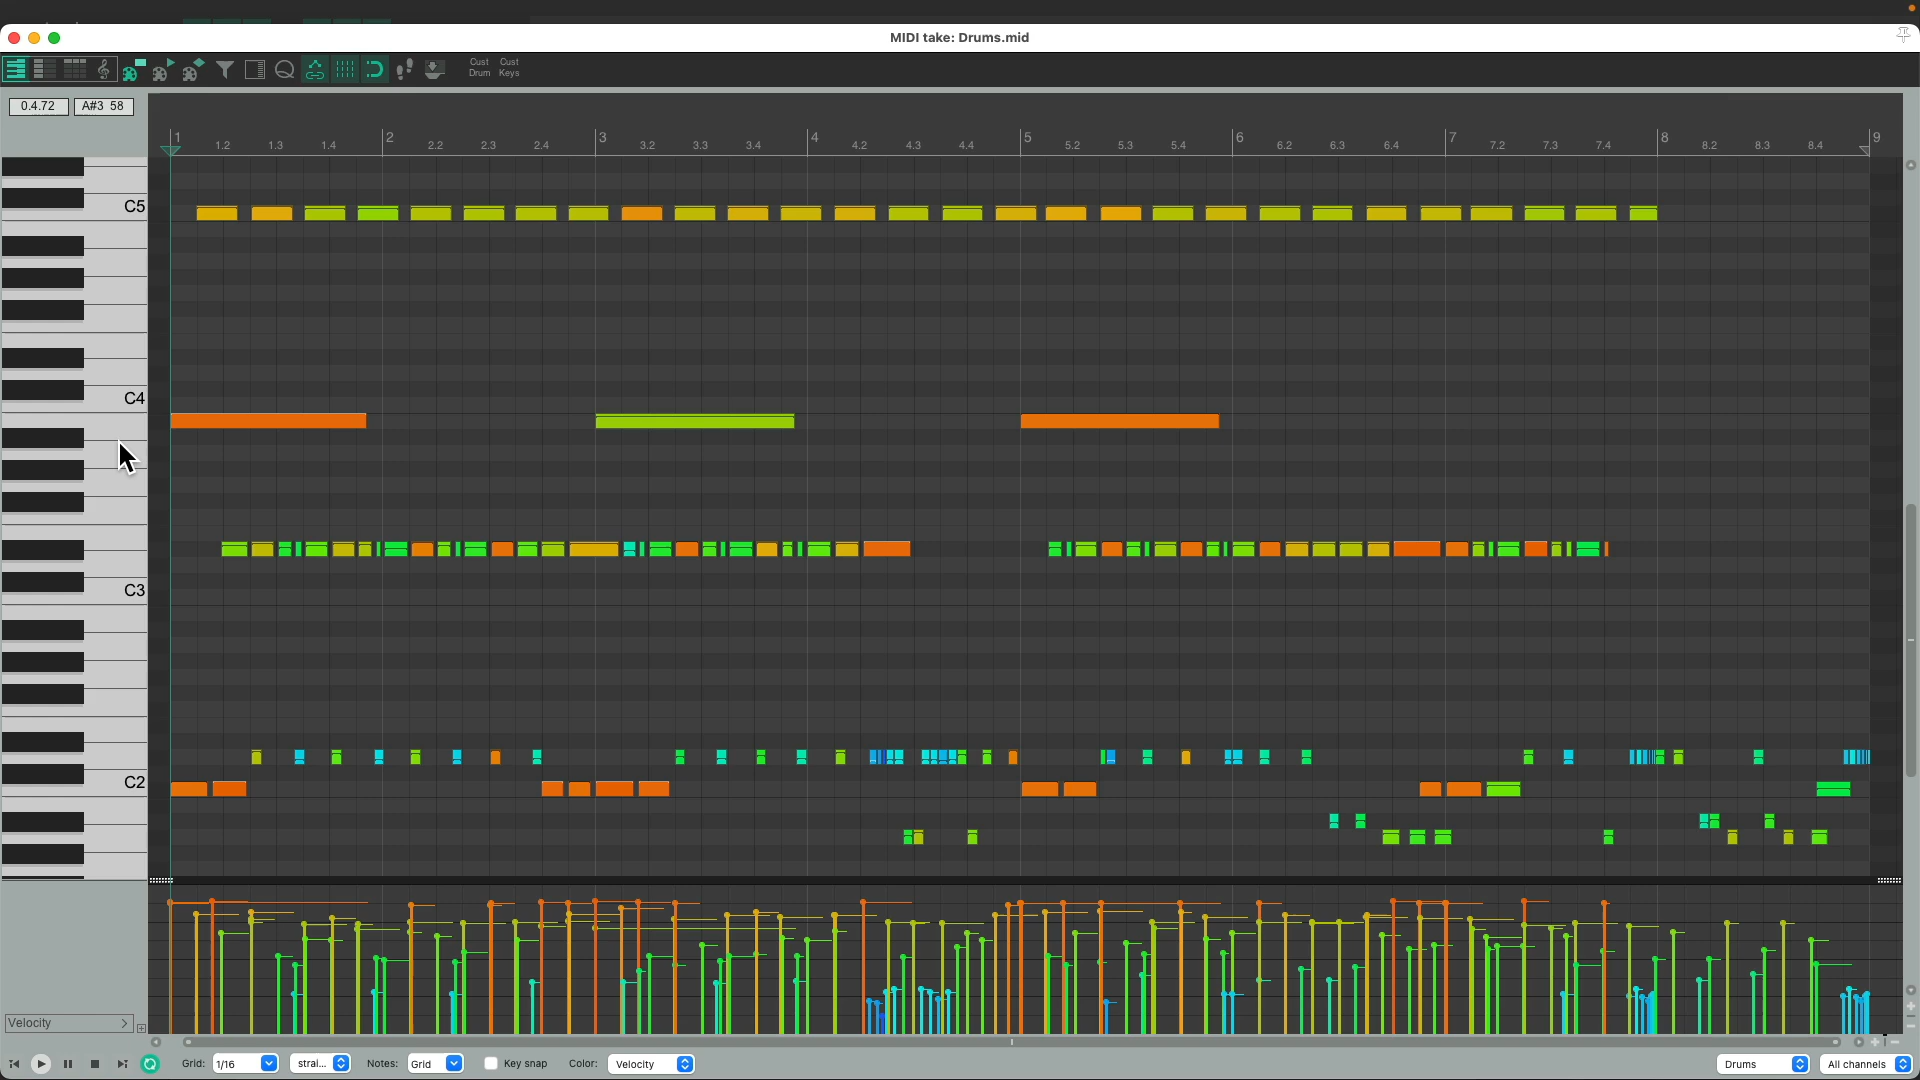 MIDI take: Drums.mid
Cust Drum
Cust Keys
0.4.72
A#3 58
1 2 3 4 5 6 7 8 9
1.2 1.3 1.4 2.2 2.3 2.4 3.2 3.3 3.4 4.2 4.3 4.4 5.2 5.3 5.4 6.2 6.3 6.4 7.2 7.3 7.4 8.2 8.3 8.4
C5
C4
C3
C2
Velocity
Grid: 1/16 strai... Notes: Grid Key snap Color: Velocity Drums All channels